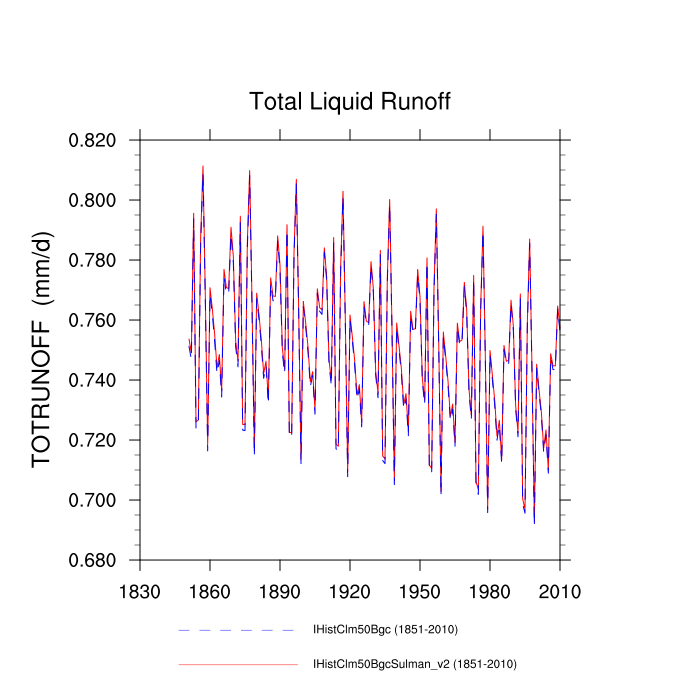 Total Liquid Runoff
TOTRUNOFF (mm/d)
0.820
0.800
0.780
0.760
0.740
0.720
0.700
0.680
1830 1860 1890 1920 1950 1980 2010
IHistClm50Bgc (1851-2010)
IHistClm50BgcSulman_v2 (1851-2010)